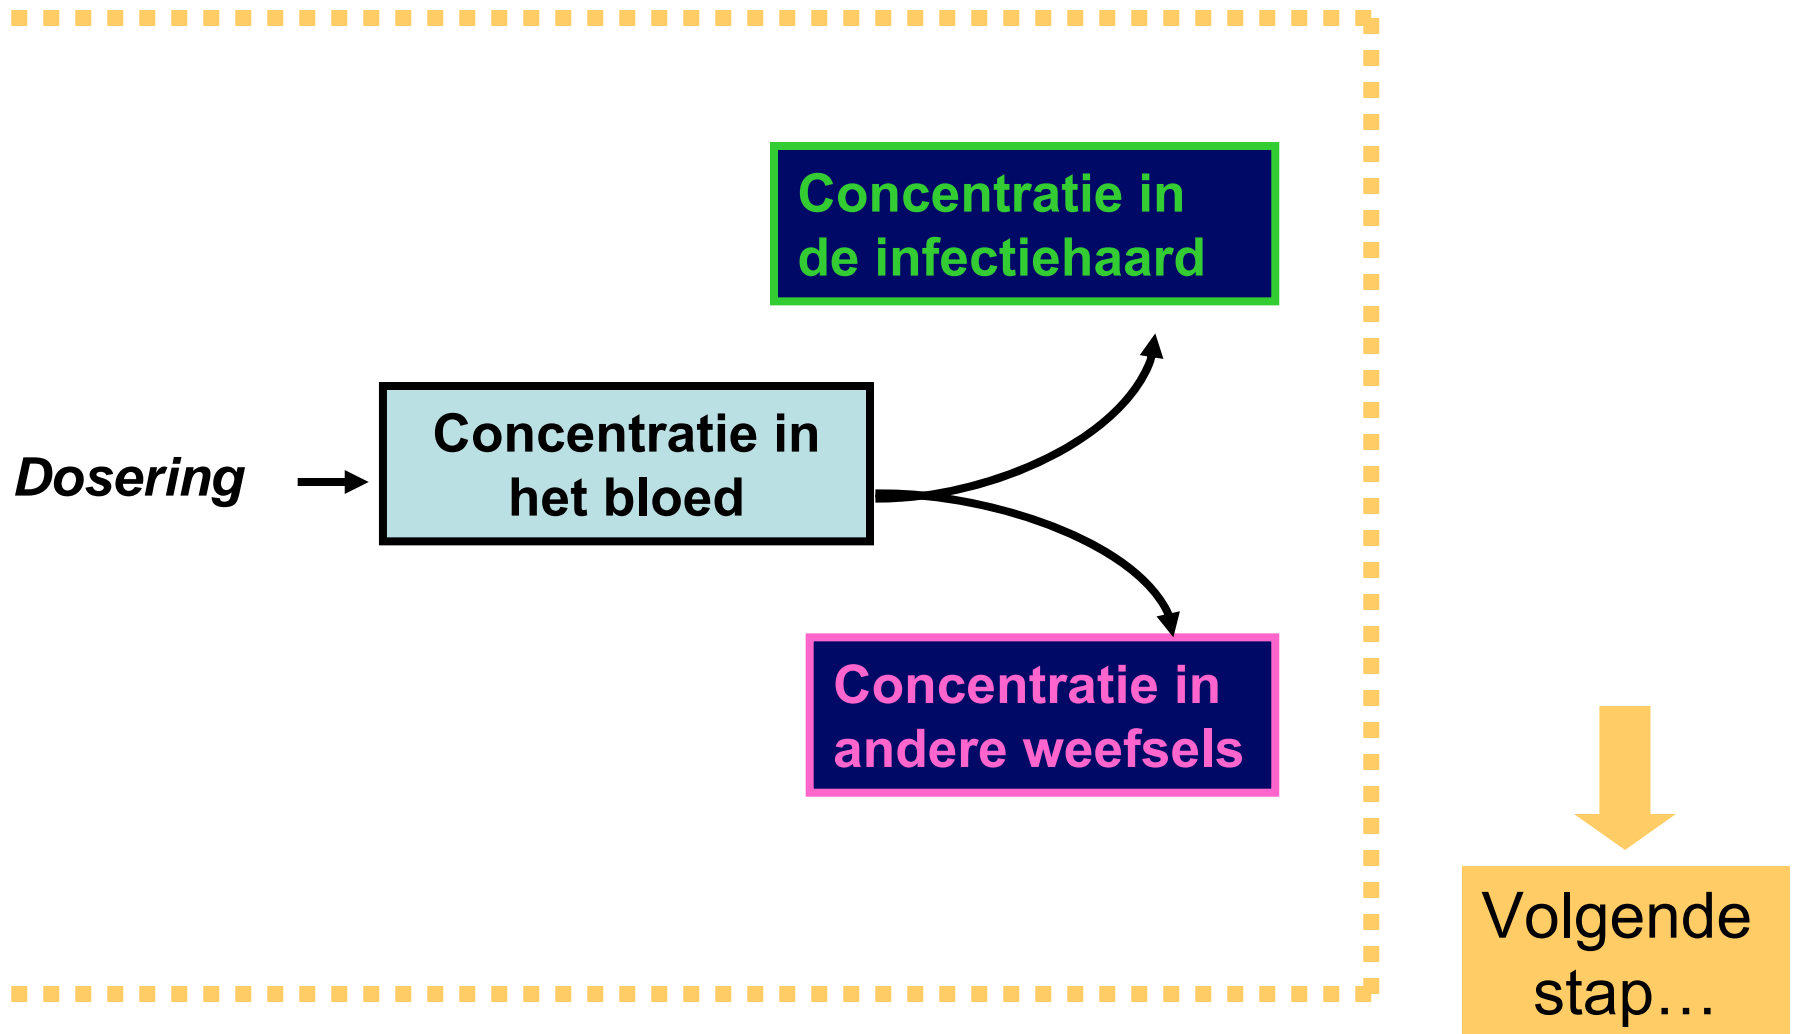 Concentratie in
de infectiehaard
Dosering
Concentratie in
het bloed
Concentratie in
andere weefsels
Volgende
stap…